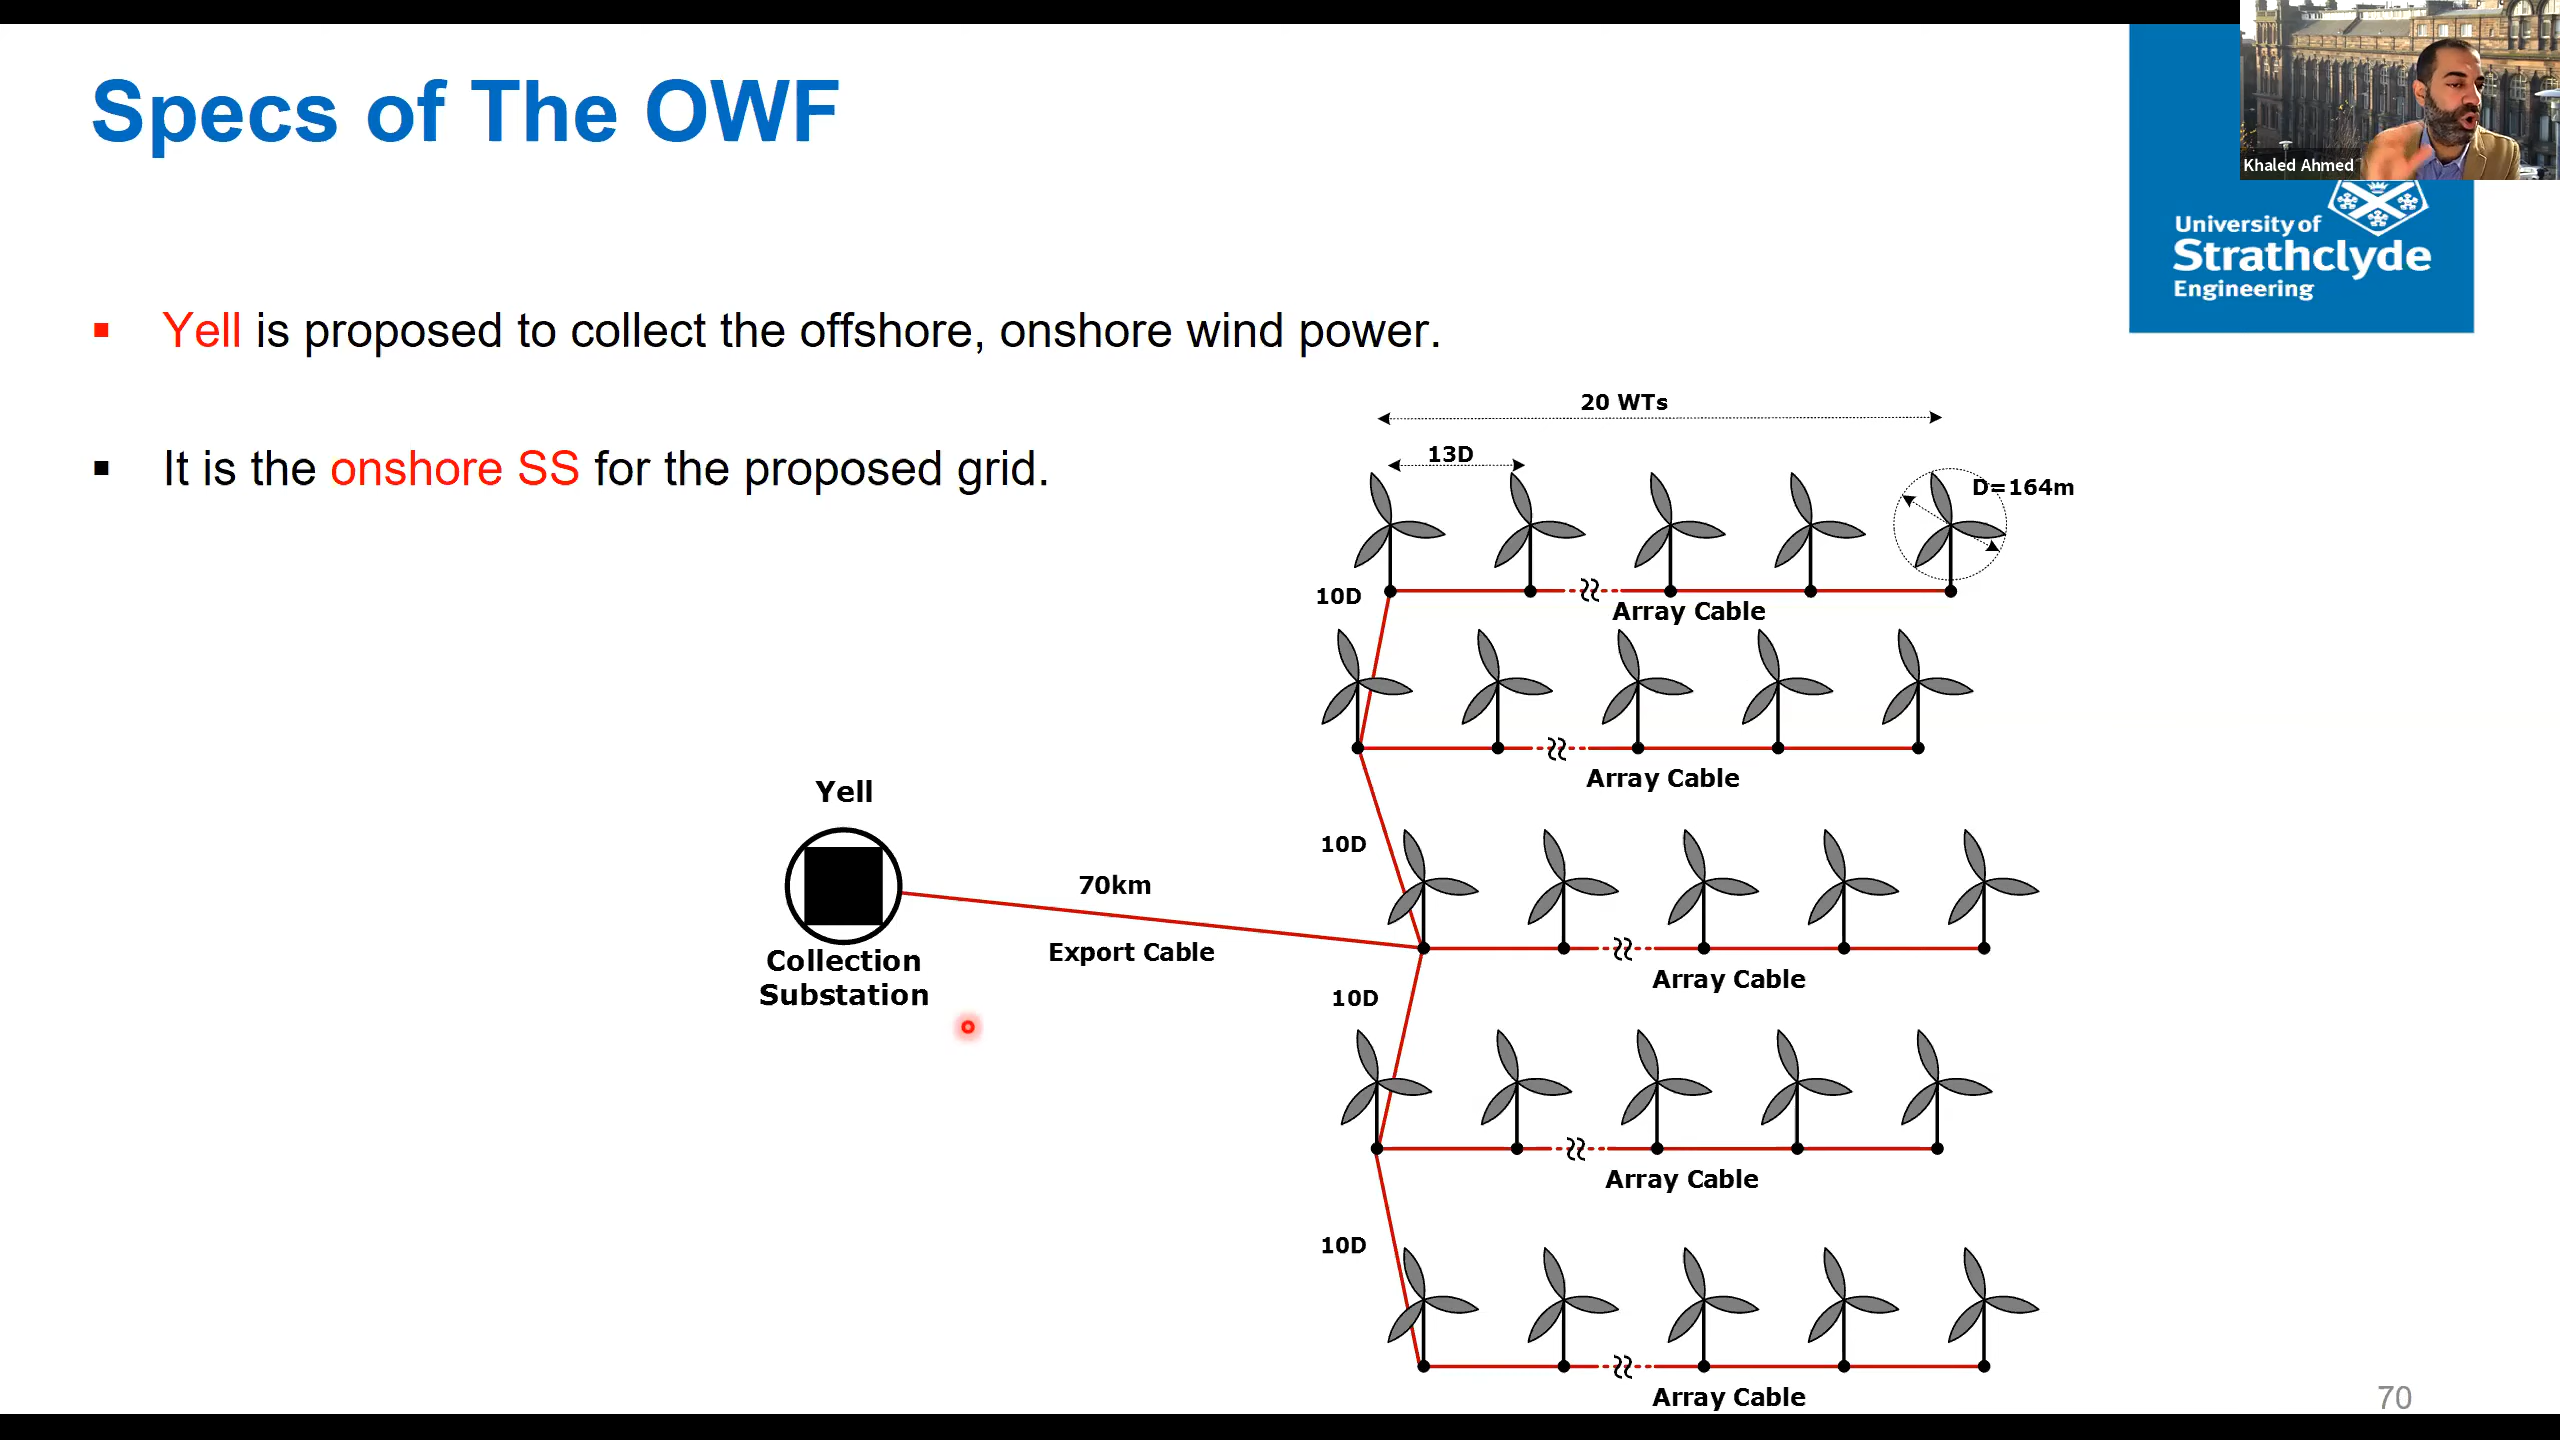 Specs of The OWF
Khaled Ahmed
University of
Strathclyde
Engineering
Yell is proposed to collect the offshore, onshore wind power.
It is the onshore SS for the proposed grid.
20 WTs
13D
D=164m
10D
Array Cable
Array Cable
Yell
10D
70km
Export Cable
Collection
Substation
Array Cable
10D
Array Cable
10D
Array Cable
70